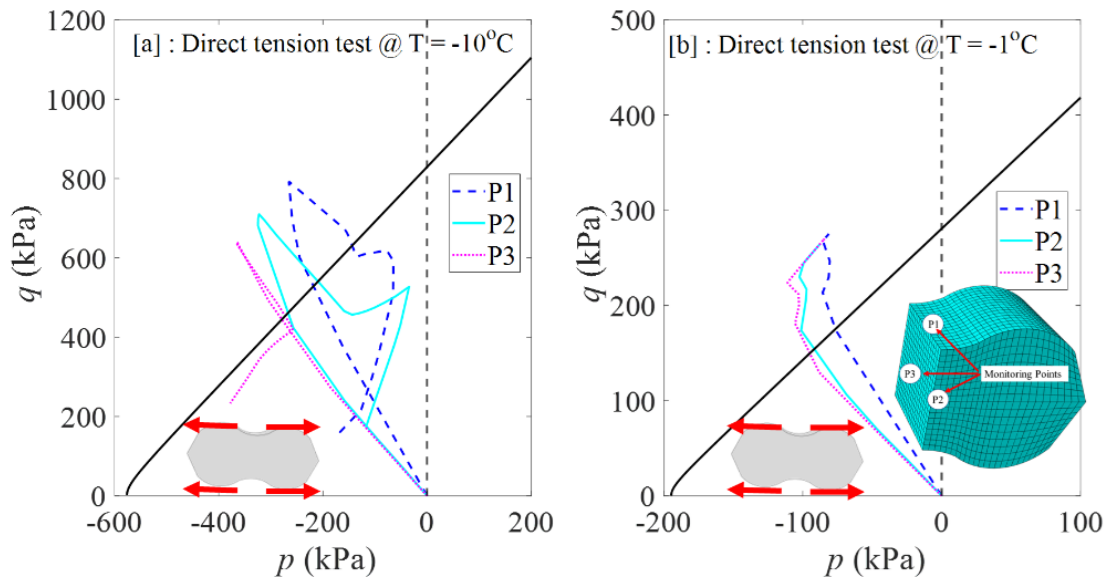 [a] : Direct tension test @ T = -10°C
1200
1000
800
600
400
200
0
q (kPa)
P1
P2
P3
-600
-400
-200
0
200
p (kPa)
[b] : Direct tension test @ T = -1°C
500
400
300
200
100
0
q (kPa)
P1
P2
P3
P1
P3
Monitoring Points
P2
-200
-100
0
100
p (kPa)